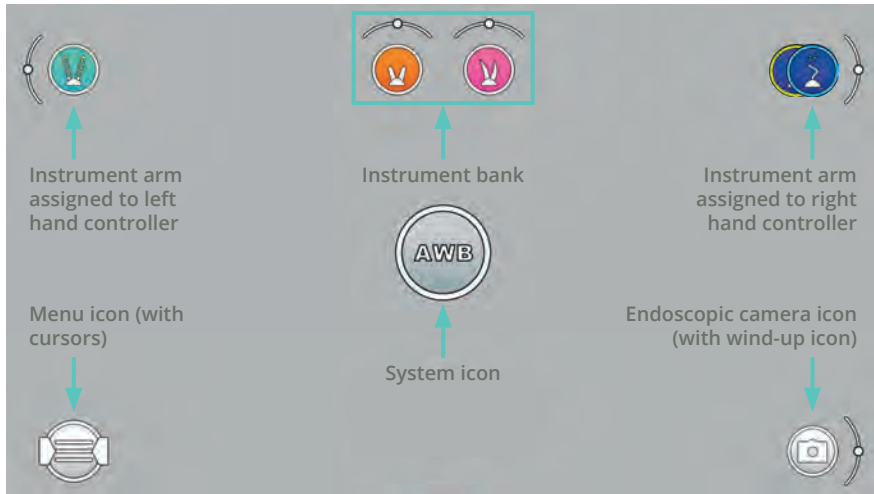 Instrument arm
assigned to left
hand controller
Instrument bank
Instrument arm
assigned to right
hand controller
AWB
Menu icon (with
cursors)
System icon
Endoscopic camera icon
(with wind-up icon)